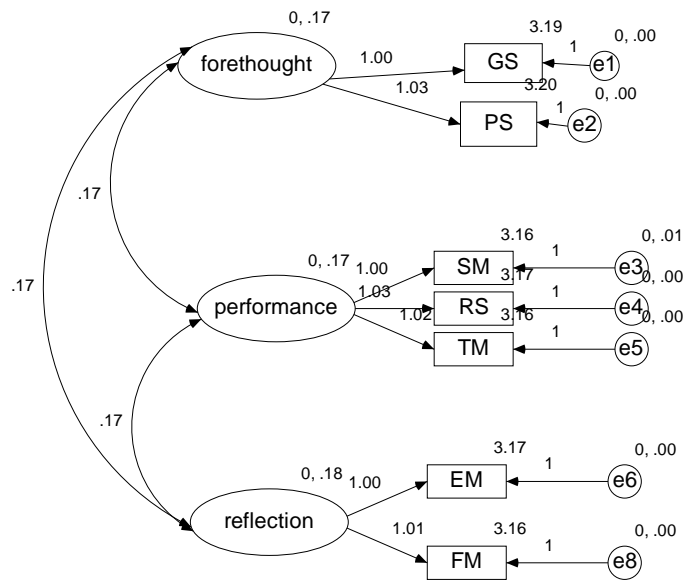 0, .17
3.19
0, .00
forethought
1.00
GS
1
e1
1.03
3.20
0, .00
PS
1
e2
.17
.17
0, .17
3.16
0, .01
performance
1.00
SM
1
e3
1.03
3.17
0, .00
RS
1
e4
1.02
3.16
0, .00
TM
1
e5
.17
0, .18
3.17
0, .00
reflection
1.00
EM
1
e6
1.01
3.16
0, .00
FM
1
e8